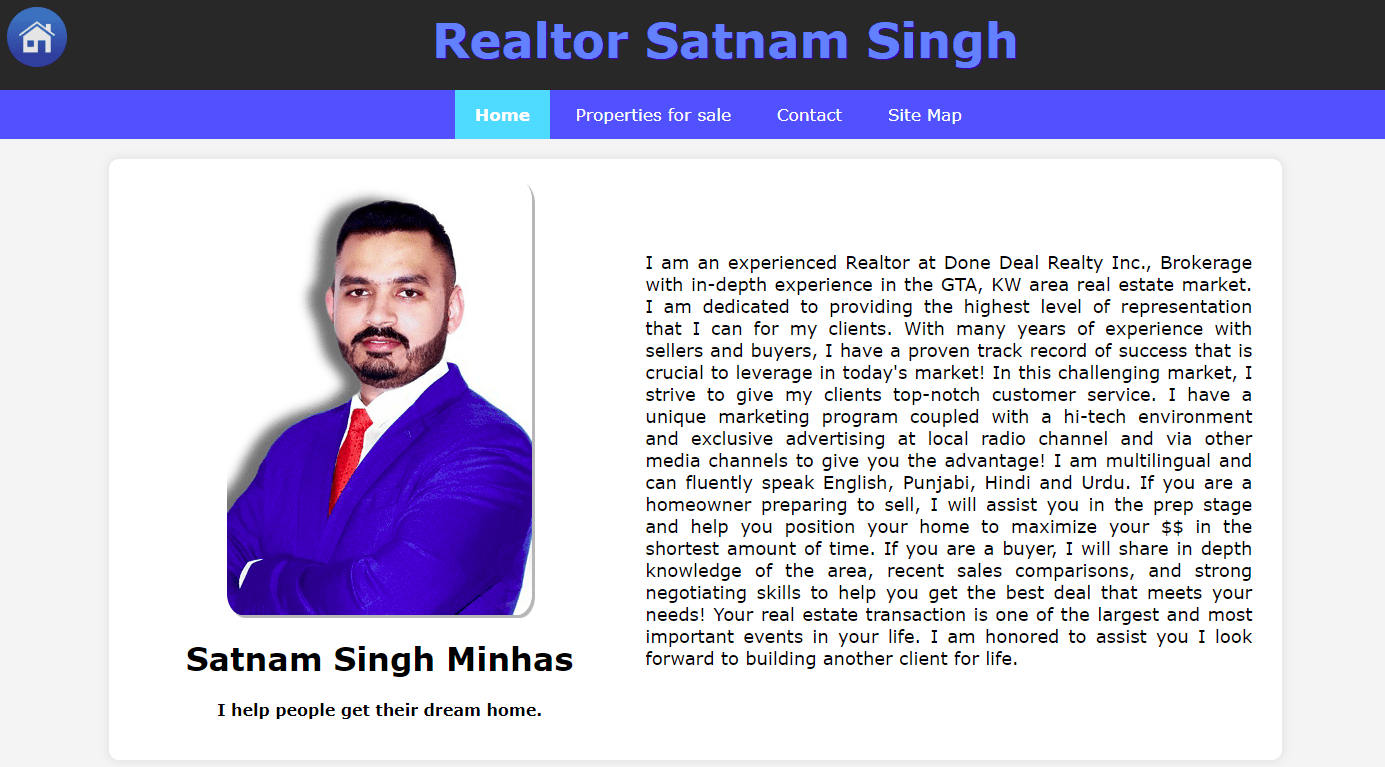 Realtor Satnam Singh
Home Properties for sale Contact Site Map
I am an experienced Realtor at Done Deal Realty Inc., Brokerage
with in-depth experience in the GTA, KW area real estate market.
I am dedicated to providing the highest level of representation
that I can for my clients. With many years of experience with
sellers and buyers, I have a proven track record of success that is
crucial to leverage in today's market! In this challenging market, I
strive to give my clients top-notch customer service. I have a
unique marketing program coupled with a hi-tech environment
and exclusive advertising at local radio channel and via other
media channels to give you the advantage! I am multilingual and
can fluently speak English, Punjabi, Hindi and Urdu. If you are a
homeowner preparing to sell, I will assist you in the prep stage
and help you position your home to maximize your $$ in the
shortest amount of time. If you are a buyer, I will share in depth
knowledge of the area, recent sales comparisons, and strong
negotiating skills to help you get the best deal that meets your
needs! Your real estate transaction is one of the largest and most
important events in your life. I am honored to assist you I look
forward to building another client for life.
Satnam Singh Minhas
I help people get their dream home.